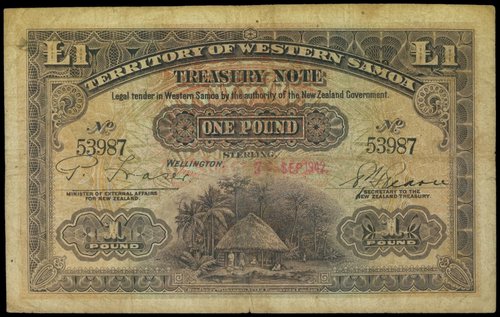 £1 £1
TERRITORY OF WESTERN SAMOA
TREASURY NOTE
Legal tender in Western Samoa by the authority of the New Zealand Government.
ONE POUND
STERLING
No No
53987 53987
WELLINGTON, SEP 1942
P. Fraser
MINISTER OF EXTERNAL AFFAIRS
FOR NEW ZEALAND.
SECRETARY TO THE
NEW ZEALAND TREASURY.
1 1
POUND POUND